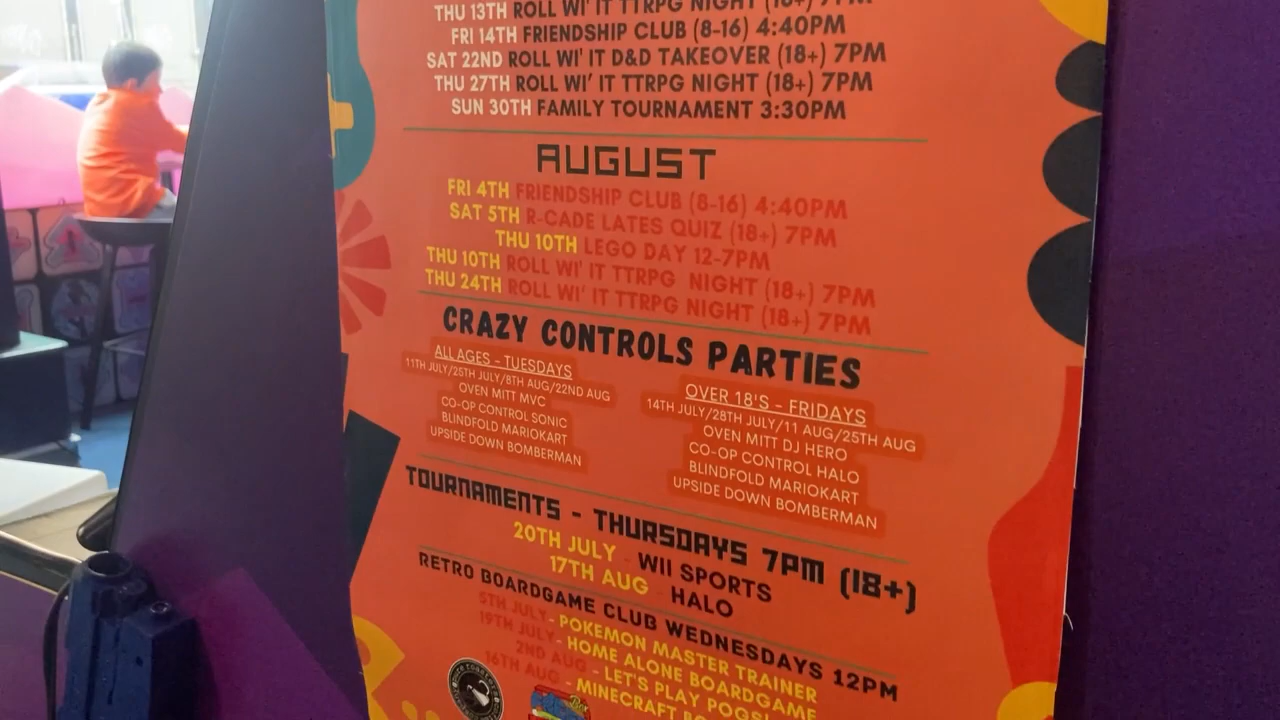 THU 13TH ROLL WI' IT TTRPG NIGHT (18+) 7PM
FRI 14TH FRIENDSHIP CLUB (8-16) 4:40PM
SAT 22ND ROLL WI' IT D&D TAKEOVER (18+) 7PM
THU 27TH ROLL WI' IT TTRPG NIGHT (18+) 7PM
SUN 30TH FAMILY TOURNAMENT 3:30PM
AUGUST
FRI 4TH FRIENDSHIP CLUB (8-16) 4:40PM
SAT 5TH R-CADE LATES QUIZ (18+) 7PM
THU 10TH LEGO DAY 12-7PM
THU 10TH ROLL WI' IT TTRPG NIGHT (18+) 7PM
THU 24TH ROLL WI' IT TTRPG NIGHT (18+) 7PM
CRAZY CONTROLS PARTIES
ALL AGES - TUESDAYS
11TH JULY/25TH JULY/8TH AUG/22ND AUG
OVEN MITT MVC
CO-OP CONTROL SONIC
BLINDFOLD MARIOKART
UPSIDE DOWN BOMBERMAN
OVER 18'S - FRIDAYS
14TH JULY/28TH JULY/11 AUG/25TH AUG
OVEN MITT DJ HERO
CO-OP CONTROL HALO
BLINDFOLD MARIOKART
UPSIDE DOWN BOMBERMAN
TOURNAMENTS - THURSDAYS 7PM (18+)
20TH JULY - WII SPORTS
17TH AUG - HALO
RETRO BOARDGAME CLUB WEDNESDAYS 12PM
5TH JULY - POKEMON MASTER TRAINER
19TH JULY - HOME ALONE BOARDGAME
2ND AUG - LET'S PLAY POGS!
16TH AUG - MINECRAFT